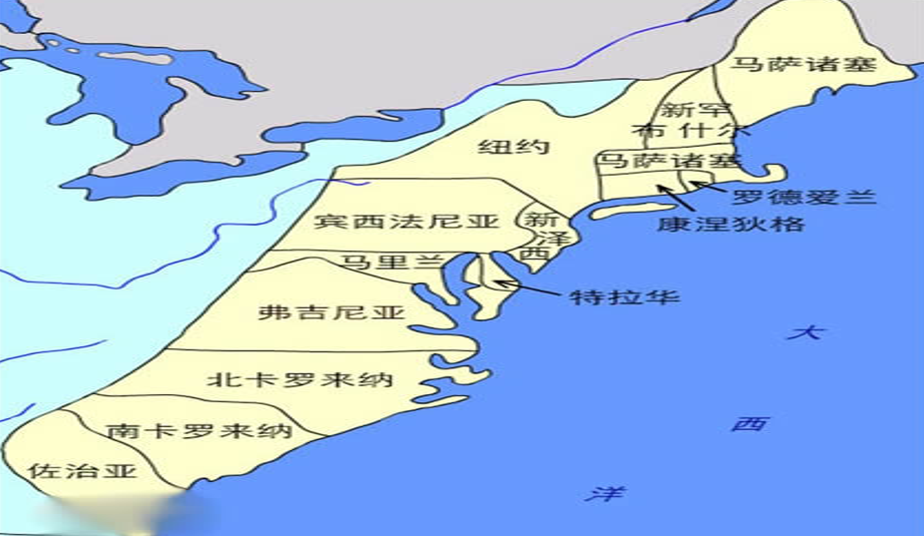 马萨诸塞
新罕
布什尔
纽约
马萨诸塞
罗德爱兰
康涅狄格
宾西法尼亚
新
泽
西
马里兰
特拉华
弗吉尼亚
大
北卡罗来纳
西
南卡罗来纳
佐治亚
洋